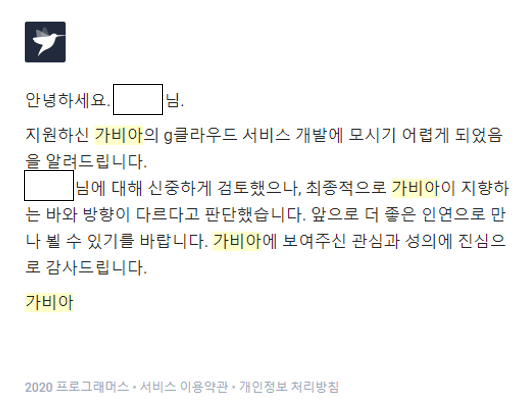 안녕하세요. 님.
지원하신 가비아의 g클라우드 서비스 개발에 모시기 어렵게 되었음
을 알려드립니다.
님에 대해 신중하게 검토했으나, 최종적으로 가비아이 지향하
는 바와 방향이 다르다고 판단했습니다. 앞으로 더 좋은 인연으로 만
나 뵐 수 있기를 바랍니다. 가비아에 보여주신 관심과 성의에 진심으
로 감사드립니다.
가비아
2020 프로그래머스 • 서비스 이용약관 • 개인정보 처리방침